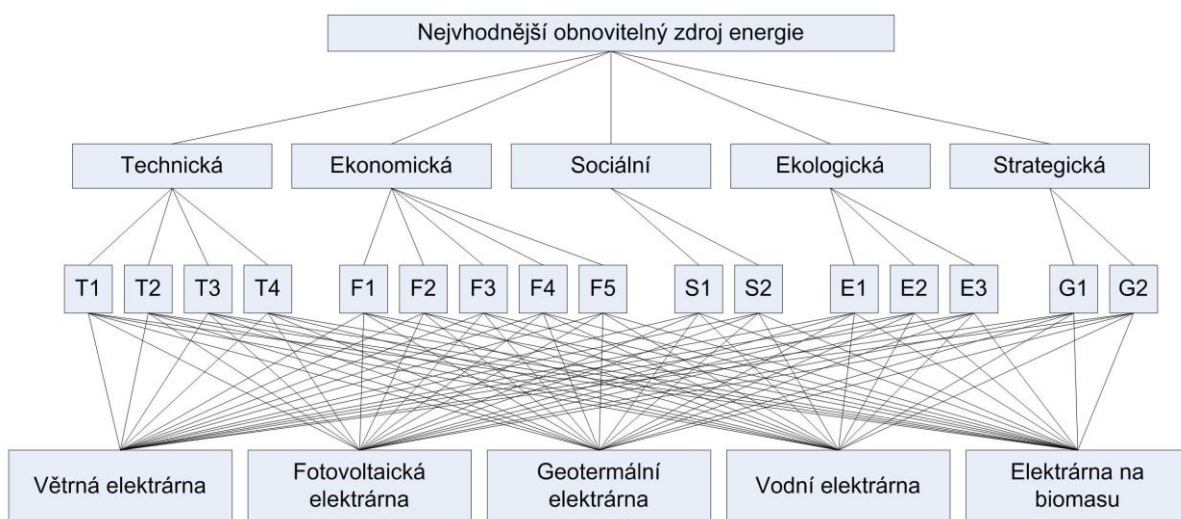 Nejvhodnější obnovitelný zdroj energie
Technická
Ekonomická
Sociální
Ekologická
Strategická
T1
T2
T3
T4
F1
F2
F3
F4
F5
S1
S2
E1
E2
E3
G1
G2
Větrná elektrárna
Fotovoltaická
elektrárna
Geotermální
elektrárna
Vodní elektrárna
Elektrárna na
biomasu